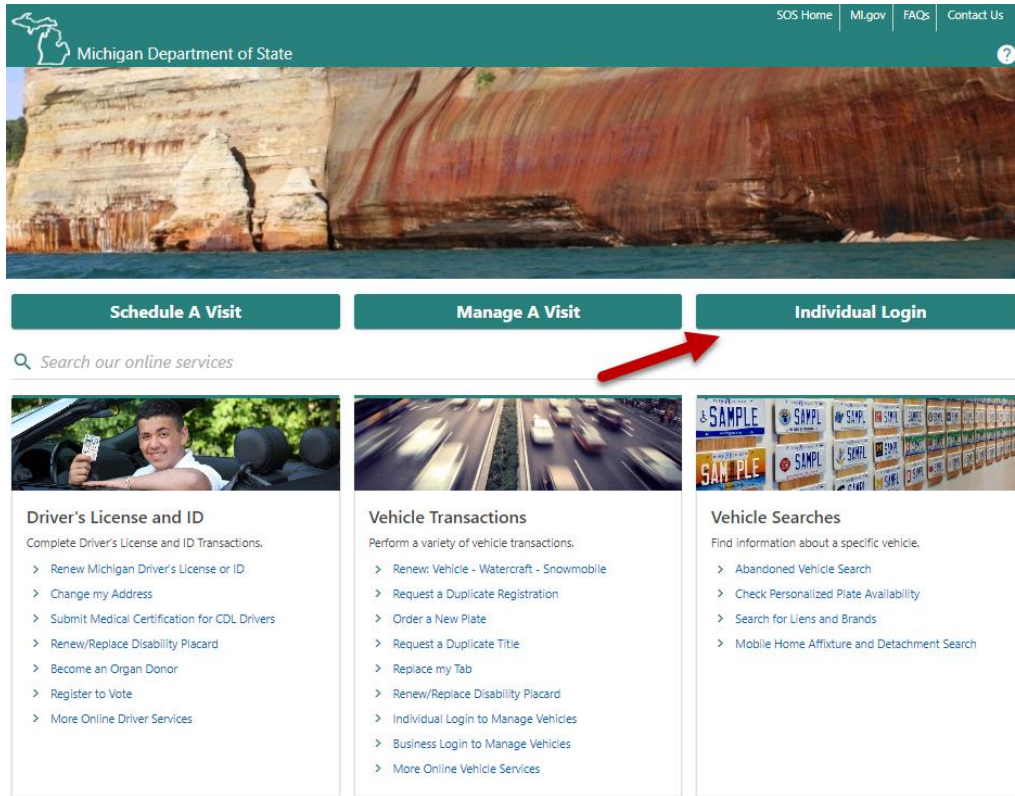 SOS Home
MI.gov
FAQs
Contact Us
Michigan Department of State
?
Schedule A Visit
Manage A Visit
Individual Login
Search our online services
SAMPLE
SAMPL
SAMPL
SAMPL
SAMPL
SAMPL
SAMPLE
Driver's License and ID
Complete Driver's License and ID Transactions.
> Renew Michigan Driver's License or ID
> Change my Address
> Submit Medical Certification for CDL Drivers
> Renew/Replace Disability Placard
> Become an Organ Donor
> Register to Vote
> More Online Driver Services
Vehicle Transactions
Perform a variety of vehicle transactions.
> Renew: Vehicle - Watercraft - Snowmobile
> Request a Duplicate Registration
> Order a New Plate
> Request a Duplicate Title
> Replace my Tab
> Renew/Replace Disability Placard
> Individual Login to Manage Vehicles
> Business Login to Manage Vehicles
> More Online Vehicle Services
Vehicle Searches
Find information about a specific vehicle.
> Abandoned Vehicle Search
> Check Personalized Plate Availability
> Search for Liens and Brands
> Mobile Home Affixture and Detachment Search